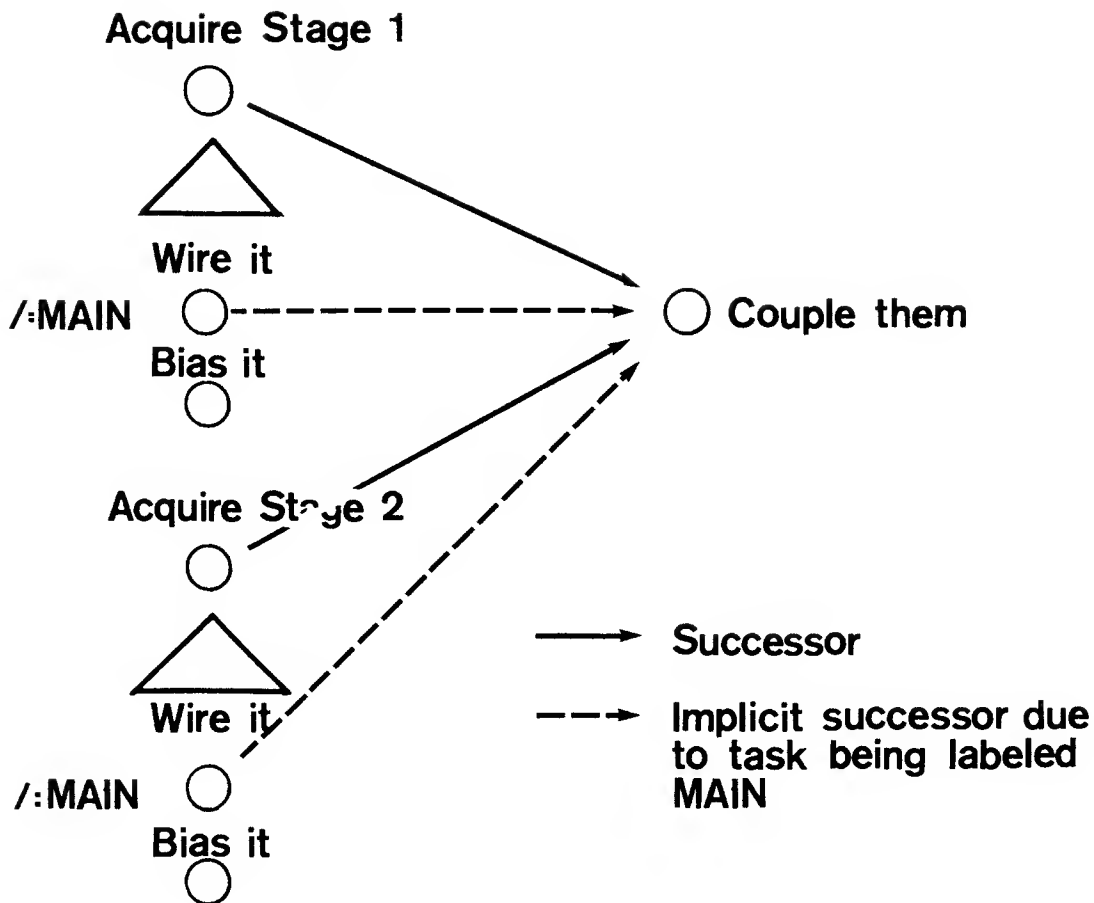 Acquire Stage 1
Wire it
/:MAIN
Couple them
Bias it
Acquire Stage 2
Successor
Wire it
Implicit successor due
to task being labeled
MAIN
/:MAIN
Bias it